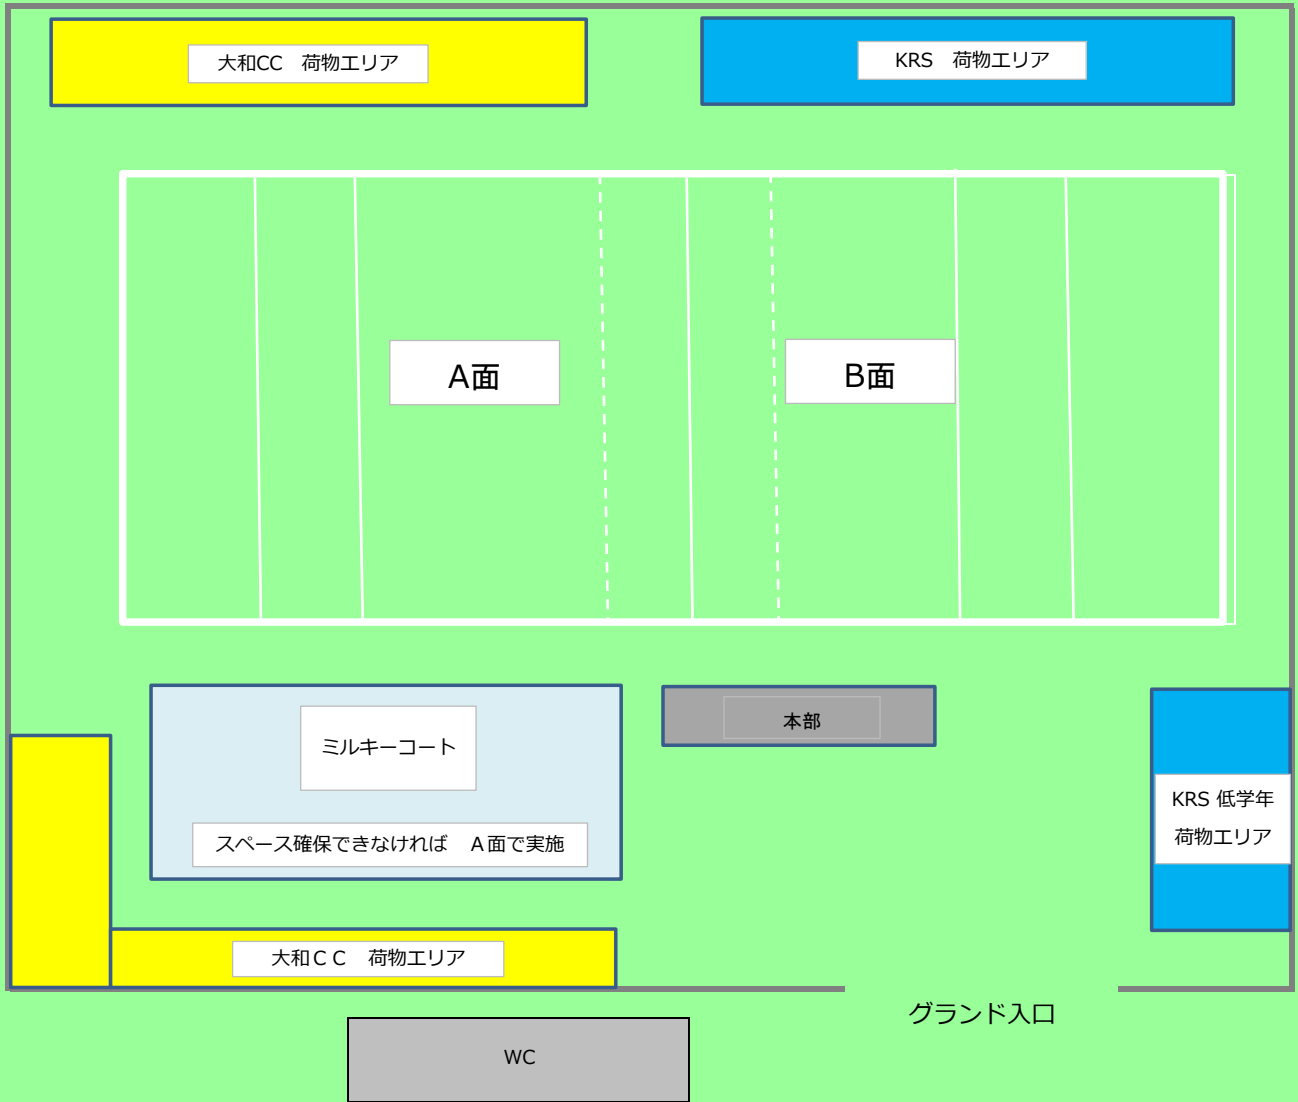 大和CC　荷物エリア
KRS　荷物エリア
A面
B面
ミルキーコート
スペース確保できなければ　Ａ面で実施
本部
KRS 低学年
荷物エリア
大和ＣＣ　荷物エリア
グランド入口
WC